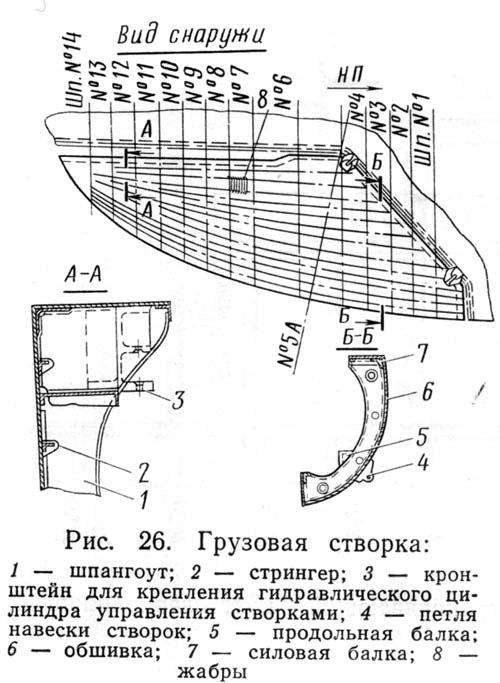 Вид снаружи
НП
Шп. №14
№13
№12
№11
№10
№9
№8
№7
8
№6
№4
№3
№2
Шп. №1
А
Б
А
А-А
Б
№5А
Б-Б
7
6
3
5
2
4
1
Рис. 26. Грузовая створка:
1 — шпангоут; 2 — стрингер; 3 — крон-
штейн для крепления гидравлического ци-
линдра управления створками; 4 — петля
навески створок; 5 — продольная балка;
6 — обшивка; 7 — силовая балка; 8 —
жабры